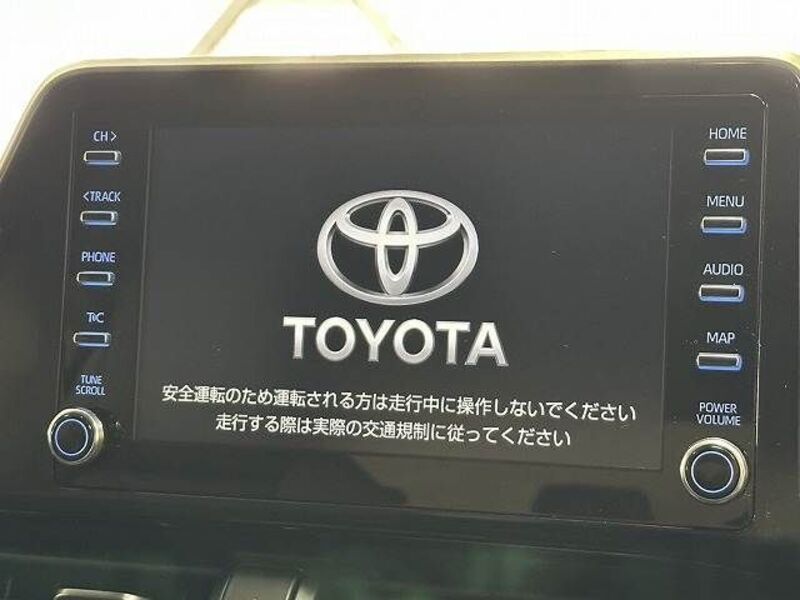 CH>
<TRACK
PHONE
T⊙C
TUNE
SCROLL
TOYOTA
安全運転のため運転される方は走行中に操作しないでください
走行する際は実際の交通規制に従ってください
HOME
MENU
AUDIO
MAP
POWER
VOLUME